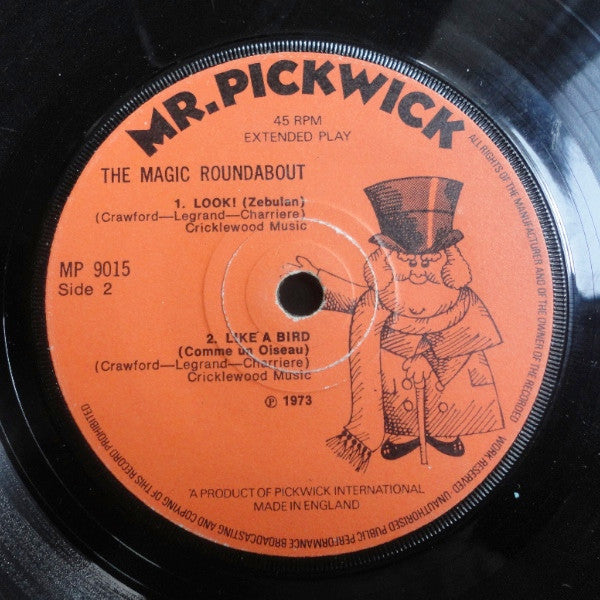 MR. PICKWICK
45 RPM
EXTENDED PLAY
THE MAGIC ROUNDABOUT
1. LOOK! (Zebulan)
(Crawford—Legrand—Charriere)
Cricklewood Music
MP 9015
Side 2
2. LIKE A BIRD
(Comme un Oiseau)
(Crawford—Legrand—Charriere)
Cricklewood Music
℗ 1973
'A PRODUCT OF PICKWICK INTERNATIONAL
MADE IN ENGLAND
ALL RIGHTS OF THE MANUFACTURER AND OF THE OWNER OF THE RECORDED WORK RESERVED. UNAUTHORISED PUBLIC PERFORMANCE BROADCASTING AND COPYING OF THIS RECORD PROHIBITED